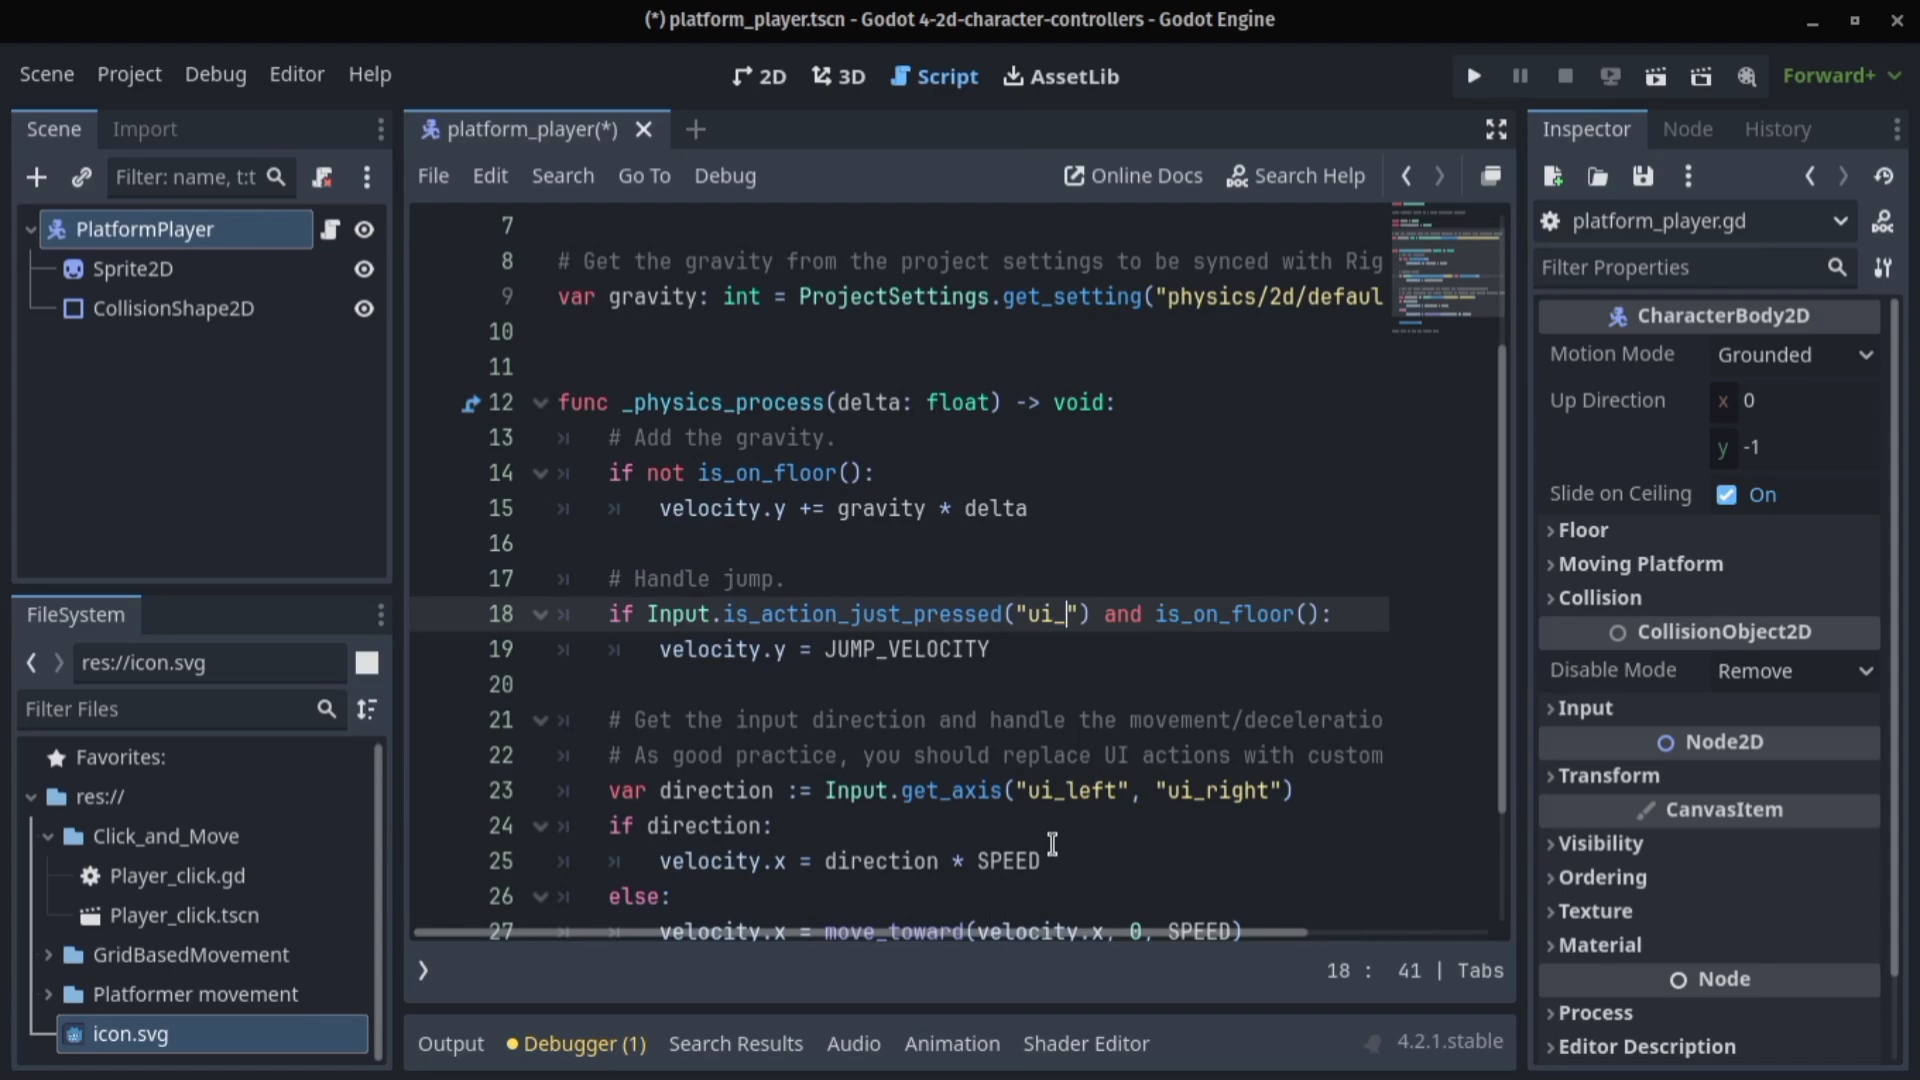 (*) platform_player.tscn - Godot 4-2d-character-controllers - Godot Engine
Scene Project Debug Editor Help
2D 3D Script AssetLib
Forward+
Scene Import
Filter: name, t:t
PlatformPlayer
Sprite2D
CollisionShape2D
FileSystem
res://icon.svg
Filter Files
Favorites:
res://
Click_and_Move
Player_click.gd
Player_click.tscn
GridBasedMovement
Platformer movement
icon.svg
platform_player(*)
File Edit Search Go To Debug
Online Docs Search Help
7
8 # Get the gravity from the project settings to be synced with Rig
9 var gravity: int = ProjectSettings.get_setting("physics/2d/defaul
10
11
12 func _physics_process(delta: float) -> void:
13 # Add the gravity.
14 if not is_on_floor():
15 velocity.y += gravity * delta
16
17 # Handle jump.
18 if Input.is_action_just_pressed("ui_") and is_on_floor():
19 velocity.y = JUMP_VELOCITY
20
21 # Get the input direction and handle the movement/deceleratio
22 # As good practice, you should replace UI actions with custom
23 var direction := Input.get_axis("ui_left", "ui_right")
24 if direction:
25 velocity.x = direction * SPEED
26 else:
27 velocity.x = move_toward(velocity.x, 0, SPEED)
18 : 41 | Tabs
Output Debugger (1) Search Results Audio Animation Shader Editor
4.2.1.stable
Inspector Node History
platform_player.gd
Filter Properties
CharacterBody2D
Motion Mode Grounded
Up Direction x 0
y -1
Slide on Ceiling On
Floor
Moving Platform
Collision
CollisionObject2D
Disable Mode Remove
Input
Node2D
Transform
CanvasItem
Visibility
Ordering
Texture
Material
Node
Process
Editor Description